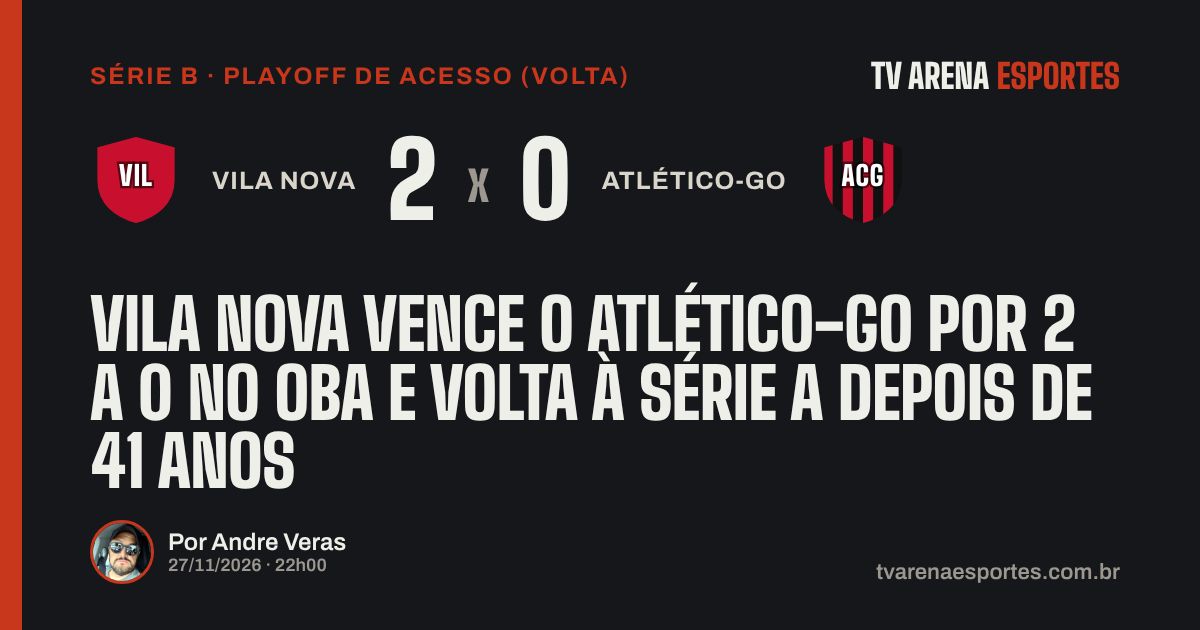 SÉRIE B · PLAYOFF DE ACESSO (VOLTA)
TV ARENA ESPORTES
VIL
VILA NOVA
2 x 0
ATLÉTICO-GO
ACG
VILA NOVA VENCE O ATLÉTICO-GO POR 2
A 0 NO OBA E VOLTA À SÉRIE A DEPOIS DE
41 ANOS
Por Andre Veras
27/11/2026 · 22h00
tvarenaesportes.com.br